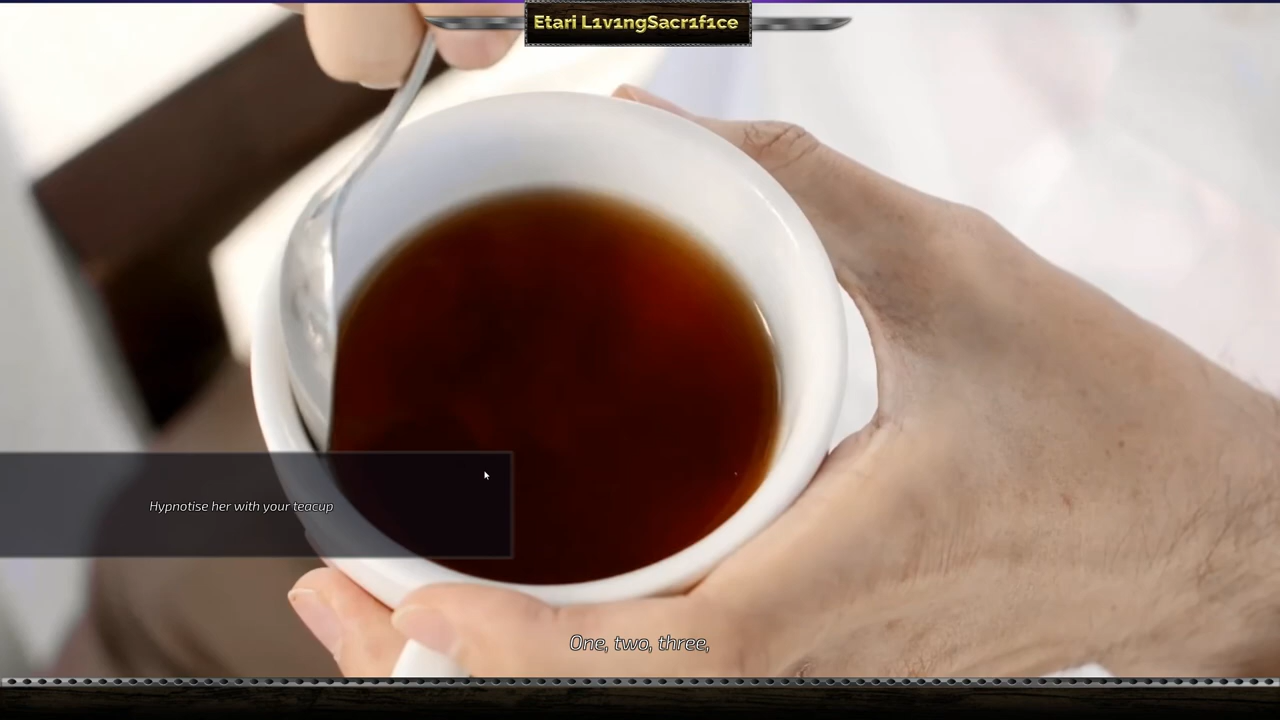 Etari L1v1ngSacr1f1ce
Hypnotise her with your teacup
One, two, three,